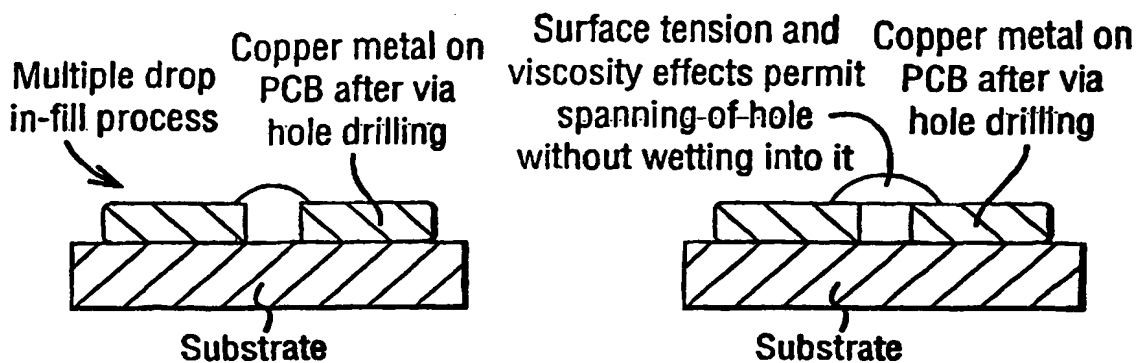 Multiple drop
in-fill process
Copper metal on
PCB after via
hole drilling
Substrate
Surface tension and
viscosity effects permit
spanning-of-hole
without wetting into it
Copper metal on
PCB after via
hole drilling
Substrate